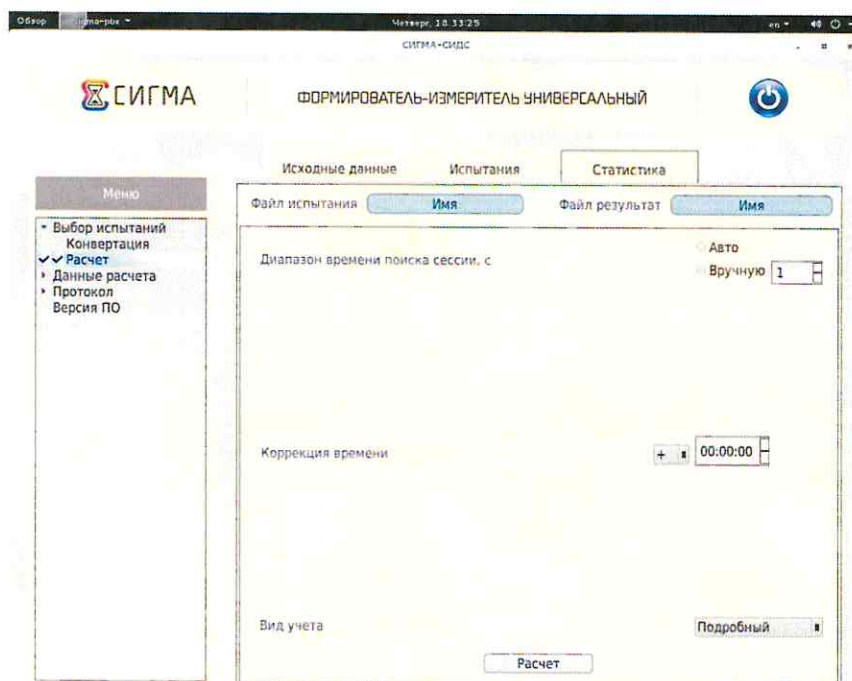 Обзор
Четверг, 18:33:25
en
СИГМА-СИДС
СИГМА
ФОРМИРОВАТЕЛЬ-ИЗМЕРИТЕЛЬ УНИВЕРСАЛЬНЫЙ
Исходные данные
Испытания
Статистика
Меню
Файл испытания
Имя
Файл результат
Имя
Выбор испытаний
Конвертация
Расчет
Данные расчета
Протокол
Версия ПО
Диапазон времени поиска сессии, с
Авто
Вручную
1
Коррекция времени
+
00:00:00
Вид учета
Подробный
Расчет